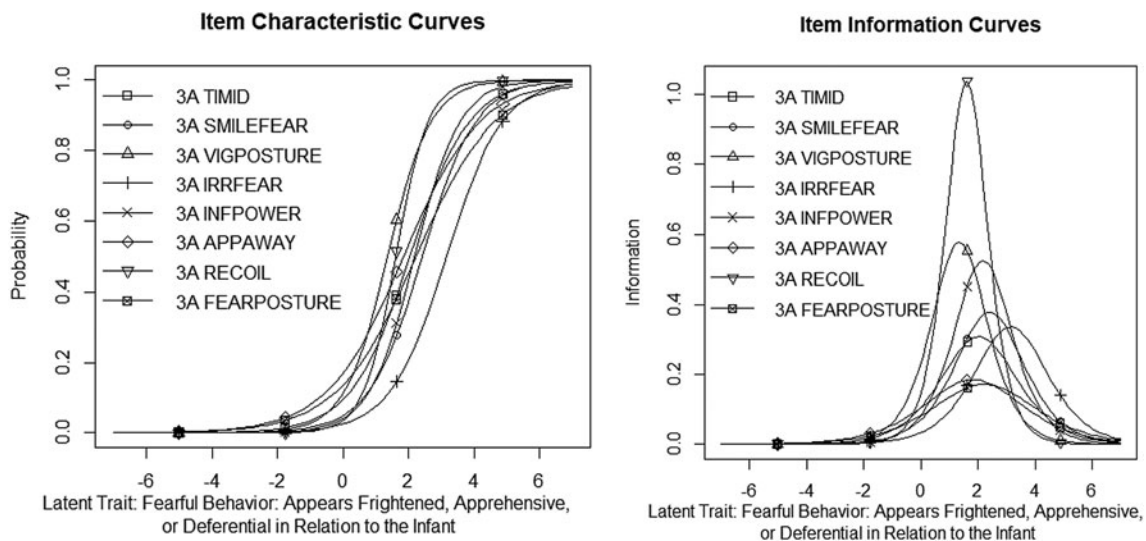 Item Characteristic Curves
Probability
0.0 0.2 0.4 0.6 0.8 1.0
3A TIMID
3A SMILEFEAR
3A VIGPOSTURE
3A IRRFEAR
3A INFPOWER
3A APPAWAY
3A RECOIL
3A FEARPOSTURE
-6 -4 -2 0 2 4 6
Latent Trait: Fearful Behavior: Appears Frightened, Apprehensive,
or Deferential in Relation to the Infant
Item Information Curves
Information
0.0 0.2 0.4 0.6 0.8 1.0
3A TIMID
3A SMILEFEAR
3A VIGPOSTURE
3A IRRFEAR
3A INFPOWER
3A APPAWAY
3A RECOIL
3A FEARPOSTURE
-6 -4 -2 0 2 4 6
Latent Trait: Fearful Behavior: Appears Frightened, Apprehensive,
or Deferential in Relation to the Infant